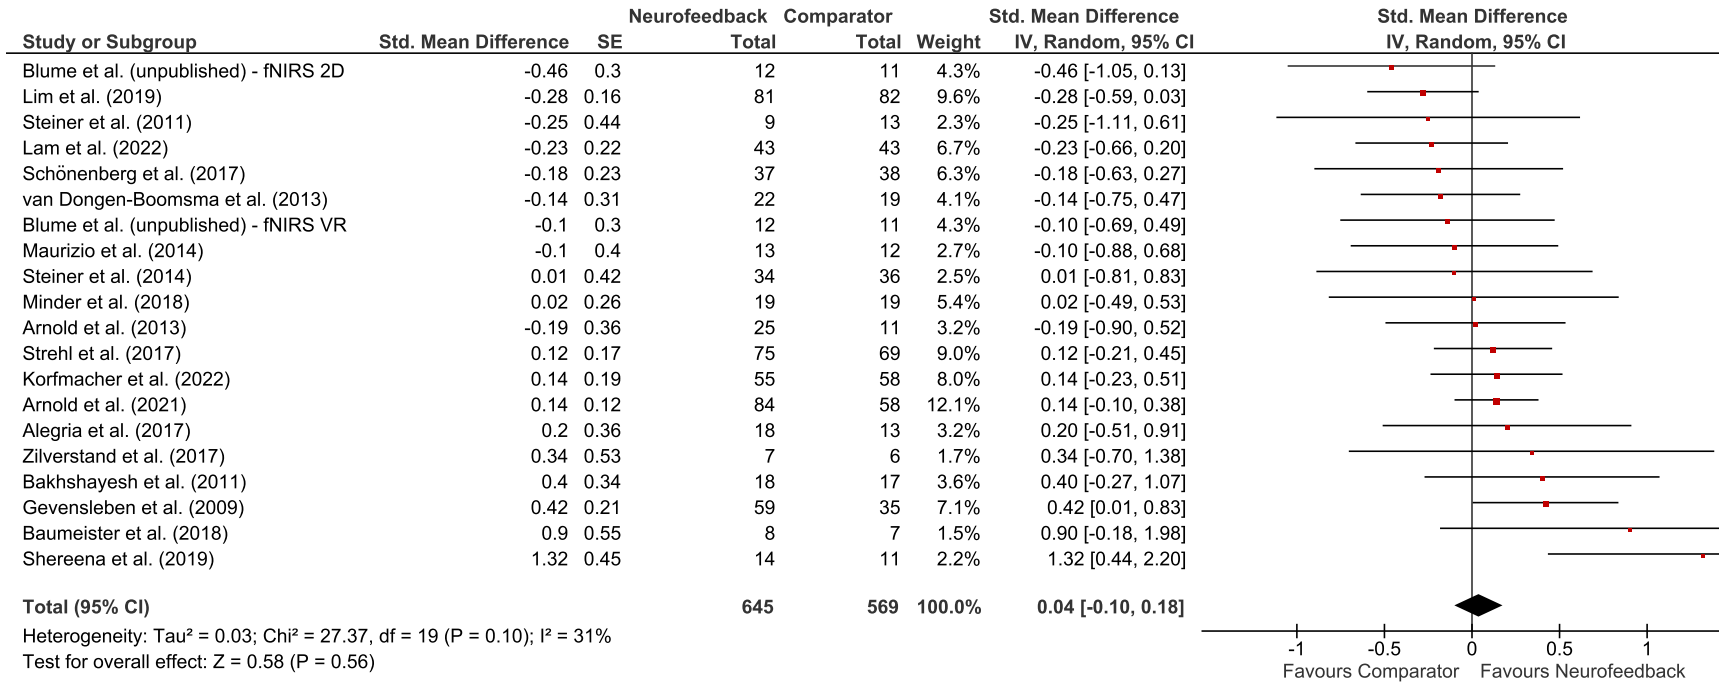 Neurofeedback Comparator Std. Mean Difference Std. Mean Difference
Study or Subgroup Std. Mean Difference SE Total Total Weight IV, Random, 95% CI IV, Random, 95% CI
Blume et al. (unpublished) - fNIRS 2D -0.46 0.3 12 11 4.3% -0.46 [-1.05, 0.13]
Lim et al. (2019) -0.28 0.16 81 82 9.6% -0.28 [-0.59, 0.03]
Steiner et al. (2011) -0.25 0.44 9 13 2.3% -0.25 [-1.11, 0.61]
Lam et al. (2022) -0.23 0.22 43 43 6.7% -0.23 [-0.66, 0.20]
Schönenberg et al. (2017) -0.18 0.23 37 38 6.3% -0.18 [-0.63, 0.27]
van Dongen-Boomsma et al. (2013) -0.14 0.31 22 19 4.1% -0.14 [-0.75, 0.47]
Blume et al. (unpublished) - fNIRS VR -0.1 0.3 12 11 4.3% -0.10 [-0.69, 0.49]
Maurizio et al. (2014) -0.1 0.4 13 12 2.7% -0.10 [-0.88, 0.68]
Steiner et al. (2014) 0.01 0.42 34 36 2.5% 0.01 [-0.81, 0.83]
Minder et al. (2018) 0.02 0.26 19 19 5.4% 0.02 [-0.49, 0.53]
Arnold et al. (2013) -0.19 0.36 25 11 3.2% -0.19 [-0.90, 0.52]
Strehl et al. (2017) 0.12 0.17 75 69 9.0% 0.12 [-0.21, 0.45]
Korfmacher et al. (2022) 0.14 0.19 55 58 8.0% 0.14 [-0.23, 0.51]
Arnold et al. (2021) 0.14 0.12 84 58 12.1% 0.14 [-0.10, 0.38]
Alegria et al. (2017) 0.2 0.36 18 13 3.2% 0.20 [-0.51, 0.91]
Zilverstand et al. (2017) 0.34 0.53 7 6 1.7% 0.34 [-0.70, 1.38]
Bakhshayesh et al. (2011) 0.4 0.34 18 17 3.6% 0.40 [-0.27, 1.07]
Gevensleben et al. (2009) 0.42 0.21 59 35 7.1% 0.42 [0.01, 0.83]
Baumeister et al. (2018) 0.9 0.55 8 7 1.5% 0.90 [-0.18, 1.98]
Shereena et al. (2019) 1.32 0.45 14 11 2.2% 1.32 [0.44, 2.20]
Total (95% CI) 645 569 100.0% 0.04 [-0.10, 0.18]
Heterogeneity: Tau² = 0.03; Chi² = 27.37, df = 19 (P = 0.10); I² = 31%
Test for overall effect: Z = 0.58 (P = 0.56)
-1 -0.5 0 0.5 1
Favours Comparator Favours Neurofeedback